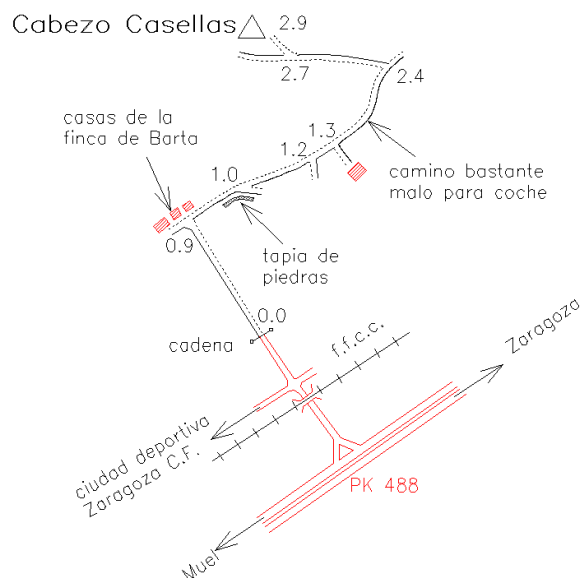 Cabezo Casellas
2.9
2.7
2.4
casas de la
finca de Barta
1.3
1.2
1.0
camino bastante
malo para coche
0.9
tapia de
piedras
0.0
cadena
f.f.c.c.
Zaragoza
ciudad deportiva
Zaragoza C.F.
PK 488
Muel